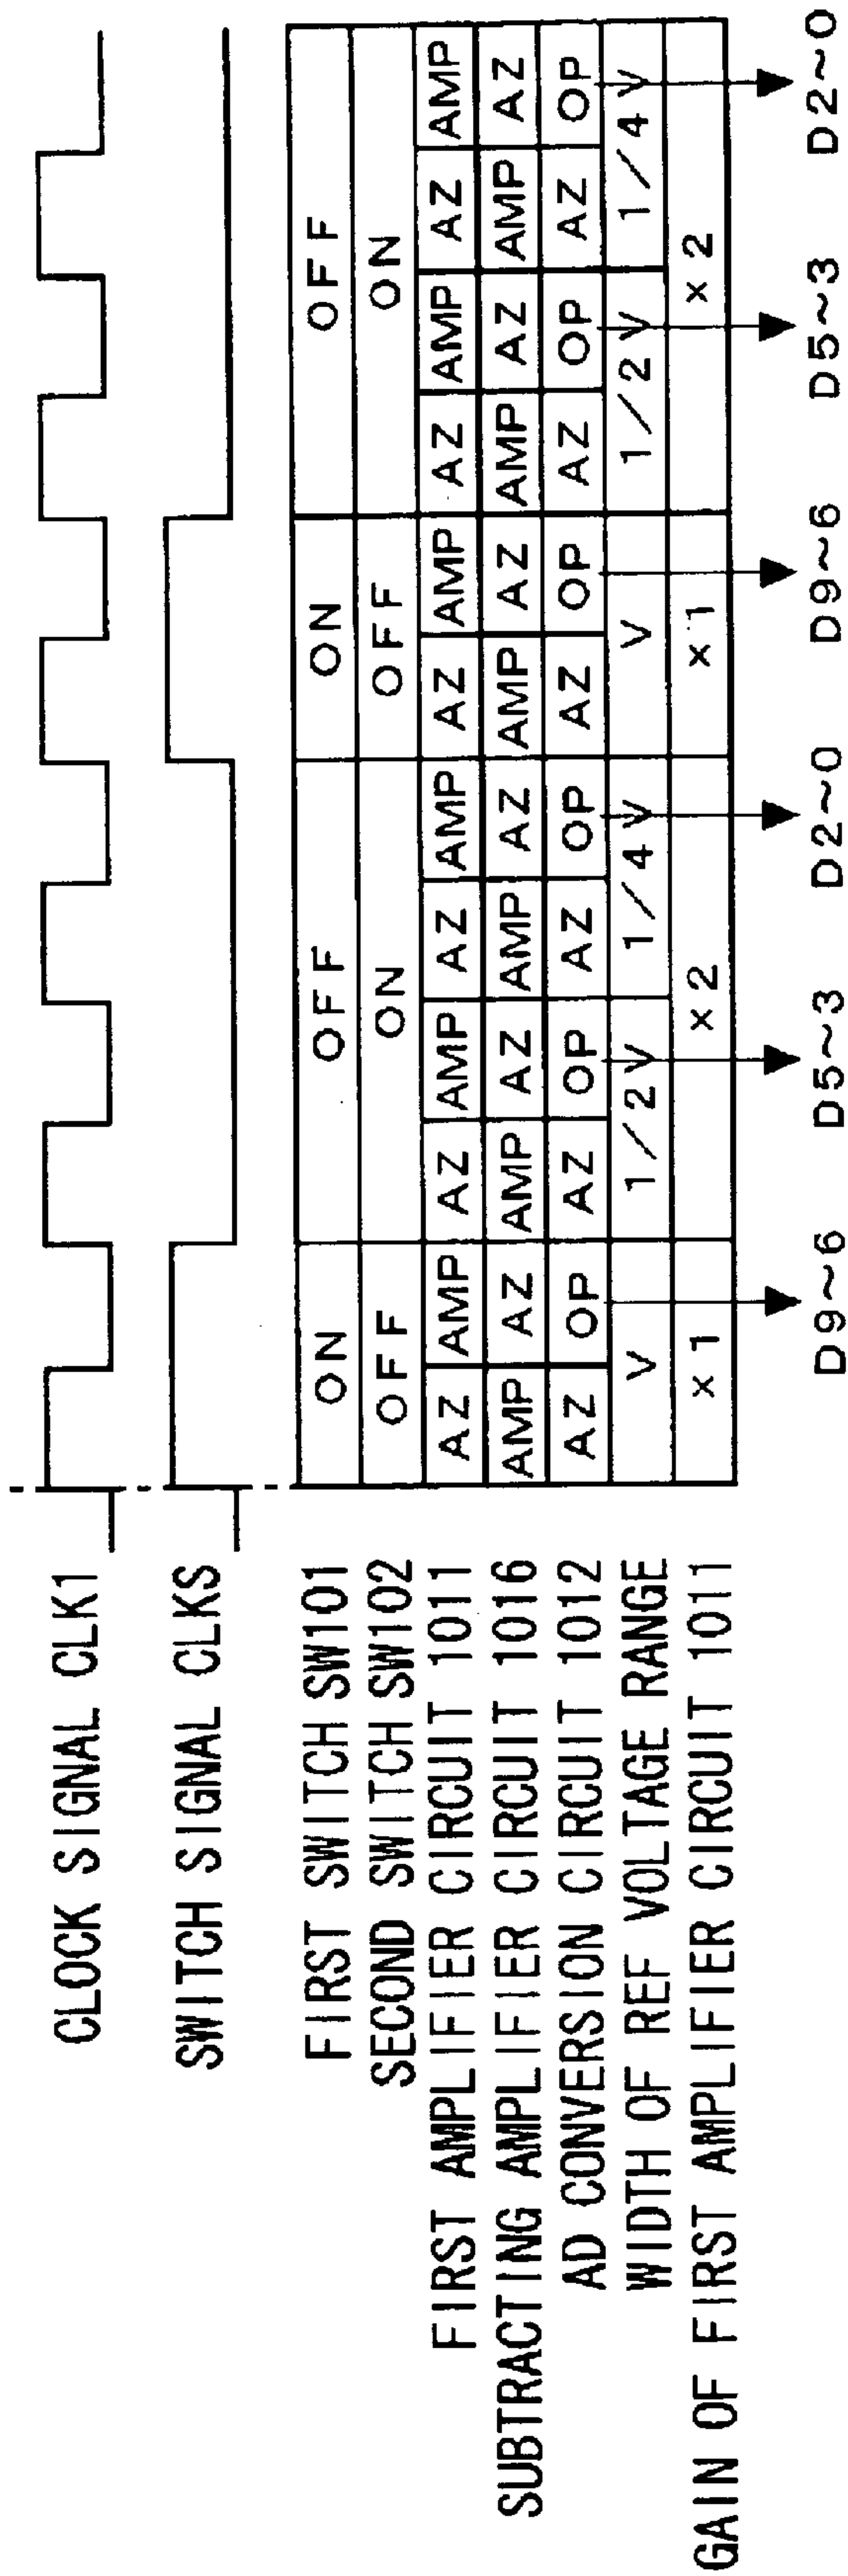 CLOCK SIGNAL CLK1
SWITCH SIGNAL CLKS
FIRST SWITCH SW101 ON OFF ON OFF
SECOND SWITCH SW102 OFF ON OFF ON
FIRST AMPLIFIER CIRCUIT 1011 AZ AMP AZ AMP AZ AMP AZ AMP AZ AMP AZ AMP
SUBTRACTING AMPLIFIER CIRCUIT 1016 AMP AZ AMP AZ AMP AZ AMP AZ AMP AZ AMP AZ
AD CONVERSION CIRCUIT 1012 AZ OP AZ OP AZ OP AZ OP AZ OP AZ OP
WIDTH OF REF VOLTAGE RANGE V 1/2V 1/4V V 1/2V 1/4V
GAIN OF FIRST AMPLIFIER CIRCUIT 1011 ×1 ×2 ×1 ×2
D9~6 D5~3 D2~0 D9~6 D5~3 D2~0